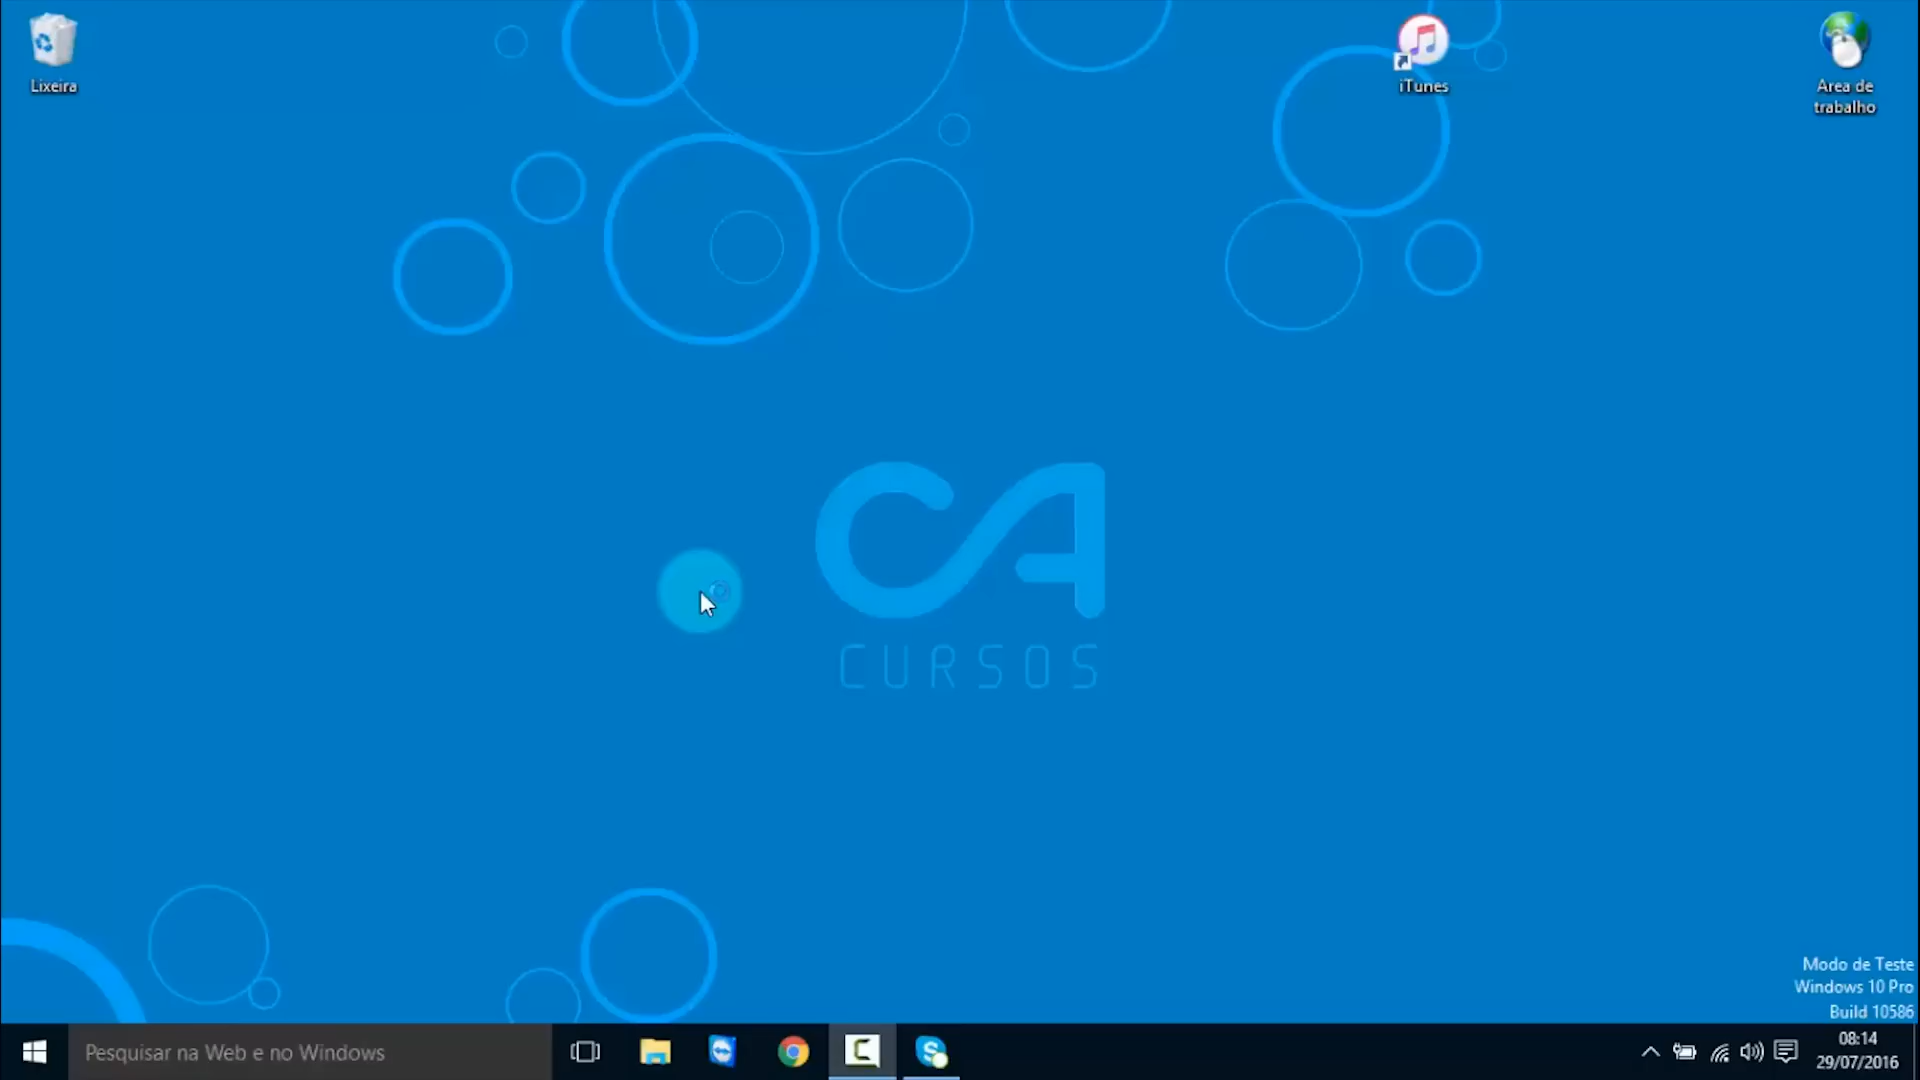 Lixeira
iTunes
Area de
trabalho
CA
CURSOS
Modo de Teste
Windows 10 Pro
Build 10586
Pesquisar na Web e no Windows
08:14
29/07/2016